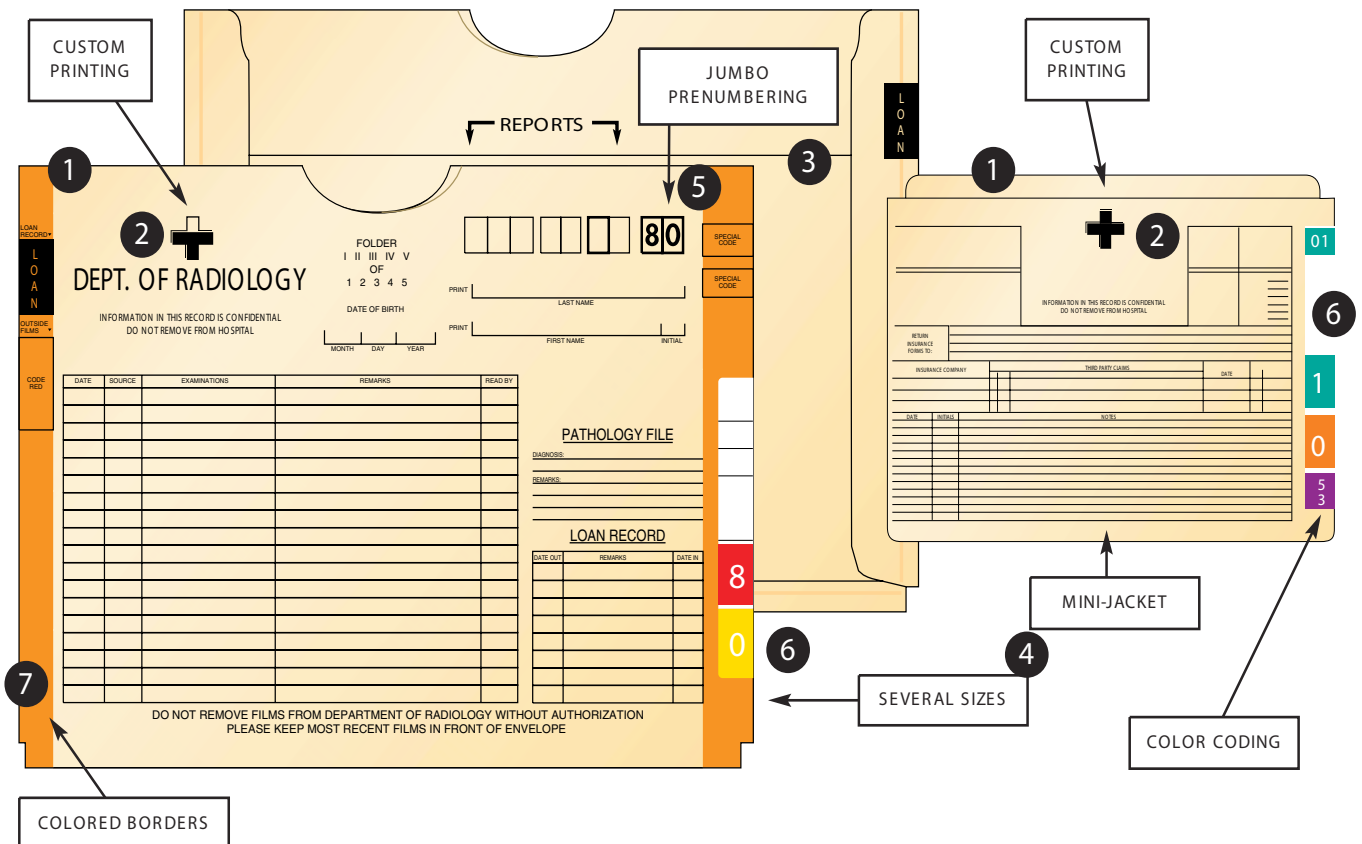 CUSTOM
PRINTING
JUMBO
PRENUMBERING
CUSTOM
PRINTING
REPORTS
L
O
A
N
1
3
5
1
2
2
80
LOAN
RECORD
L
O
A
N
OUTSIDE
FILMS
CODE
RED
DEPT. OF RADIOLOGY
INFORMATION IN THIS RECORD IS CONFIDENTIAL
DO NOT REMOVE FROM HOSPITAL
FOLDER
I II III IV V
OF
1 2 3 4 5
DATE OF BIRTH
MONTH DAY YEAR
PRINT
LAST NAME
PRINT
FIRST NAME INITIAL
SPECIAL
CODE
SPECIAL
CODE
DATE SOURCE EXAMINATIONS REMARKS READ BY
PATHOLOGY FILE
DIAGNOSIS:
REMARKS:
LOAN RECORD
DATE OUT REMARKS DATE IN
8
0
6
7
DO NOT REMOVE FILMS FROM DEPARTMENT OF RADIOLOGY WITHOUT AUTHORIZATION
PLEASE KEEP MOST RECENT FILMS IN FRONT OF ENVELOPE
COLORED BORDERS
INFORMATION IN THIS RECORD IS CONFIDENTIAL
DO NOT REMOVE FROM HOSPITAL
RETURN
INSURANCE
FORMS TO:
INSURANCE COMPANY THIRD PARTY CLAIMS DATE
DATE INITIALS NOTES
01
6
1
0
5
3
MINI-JACKET
4
SEVERAL SIZES
COLOR CODING